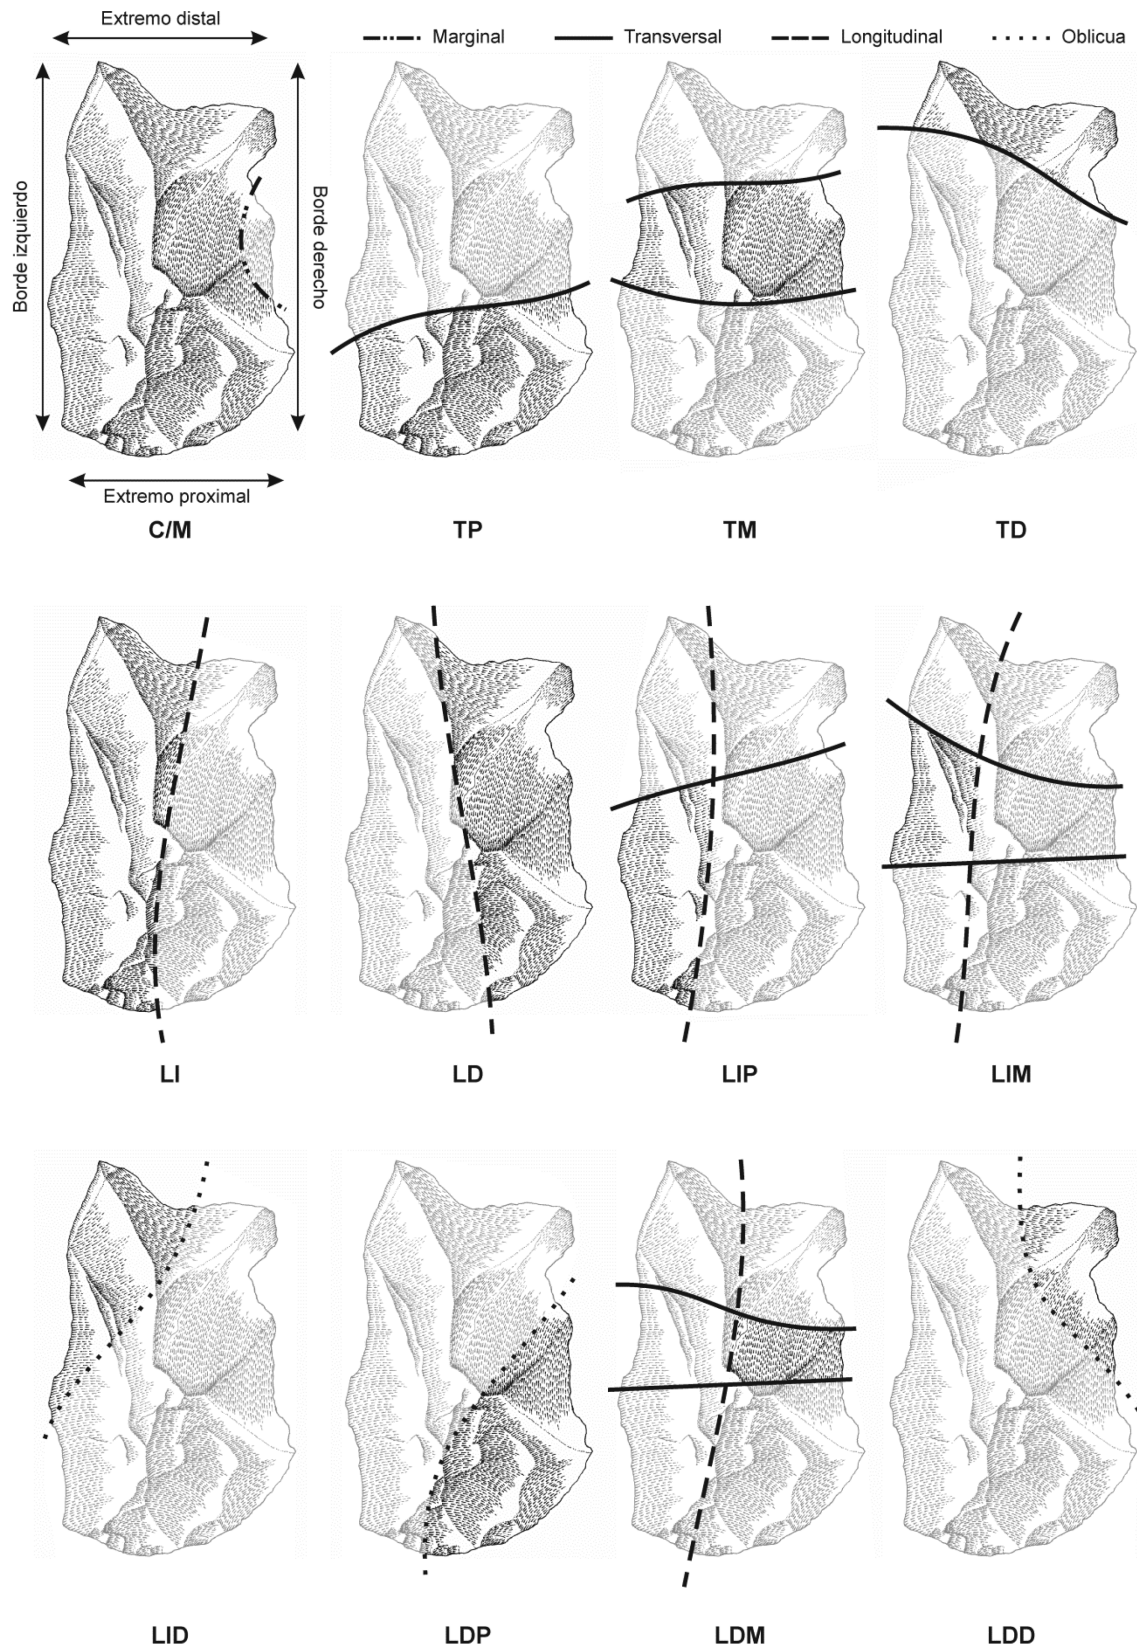 Extremo distal
Marginal
Transversal
Longitudinal
Oblicua
Borde izquierdo
Borde derecho
Extremo proximal
C/M
TP
TM
TD
LI
LD
LIP
LIM
LID
LDP
LDM
LDD